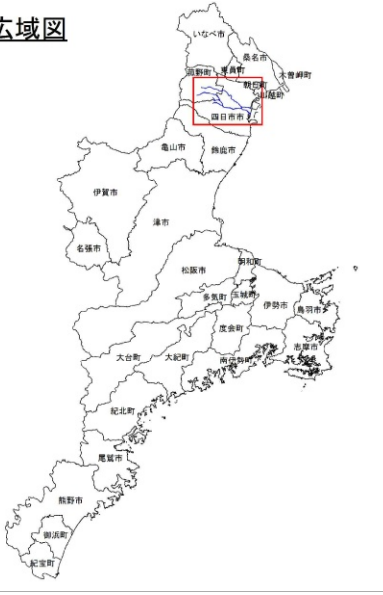 広域図
いなべ市
桑名市
東員町
木曽岬町
菰野町
朝日町
川越町
四日市市
亀山市
鈴鹿市
伊賀市
津市
名張市
松阪市
明和町
多気町
玉城町
伊勢市
鳥羽市
度会町
志摩市
大台町
大紀町
南伊勢町
紀北町
尾鷲市
熊野市
御浜町
紀宝町